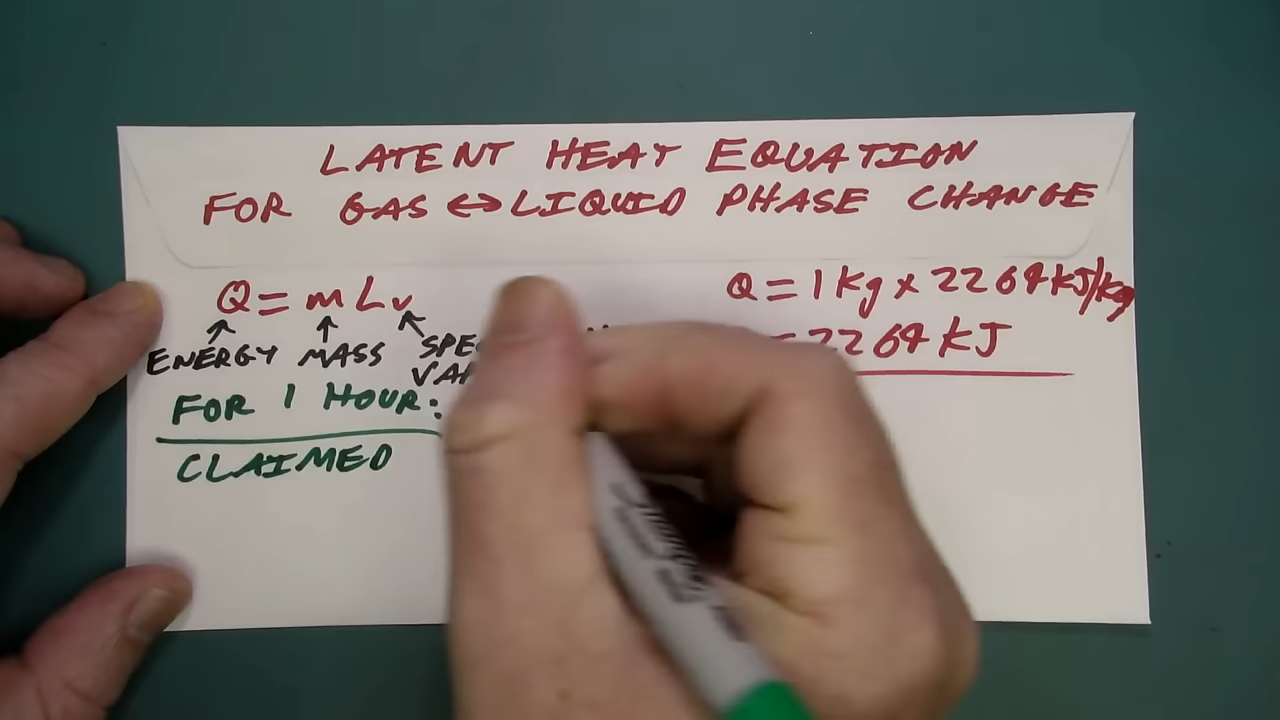 LATENT HEAT EQUATION
FOR GAS ↔ LIQUID PHASE CHANGE
Q = m Lv
ENERGY MASS
FOR 1 HOUR:
CLAIMED
Q = 1 Kg x 2264 KJ/Kg
= 2264 KJ